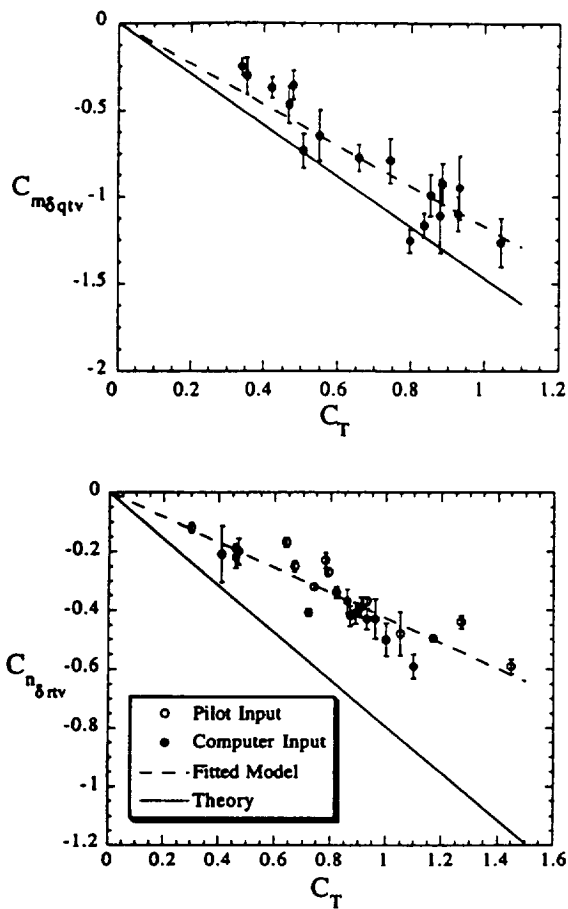 0
-0.5
-1
-1.5
-2
C_{m_{δqtv}}
0 0.2 0.4 0.6 0.8 1 1.2
C_T
0
-0.2
-0.4
-0.6
-0.8
-1
-1.2
C_{n_{δrtv}}
Pilot Input
Computer Input
Fitted Model
Theory
0 0.2 0.4 0.6 0.8 1 1.2 1.4 1.6
C_T